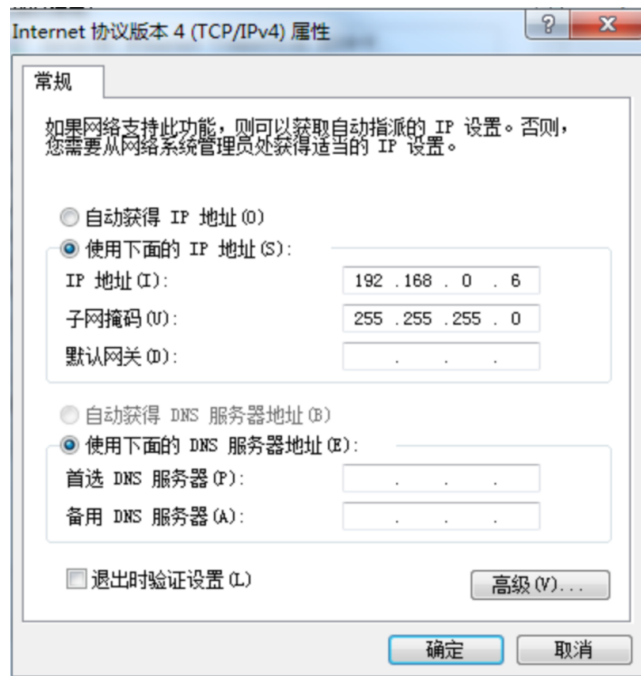 Internet 协议版本 4 (TCP/IPv4) 属性
常规
如果网络支持此功能，则可以获取自动指派的 IP 设置。否则，
您需要从网络系统管理员处获得适当的 IP 设置。
自动获得 IP 地址(O)
使用下面的 IP 地址(S):
IP 地址(I): 192 .168 . 0 . 6
子网掩码(U): 255 .255 .255 . 0
默认网关(D): . . .
自动获得 DNS 服务器地址(B)
使用下面的 DNS 服务器地址(E):
首选 DNS 服务器(P): . . .
备用 DNS 服务器(A): . . .
退出时验证设置(L)
高级(V)...
确定 取消